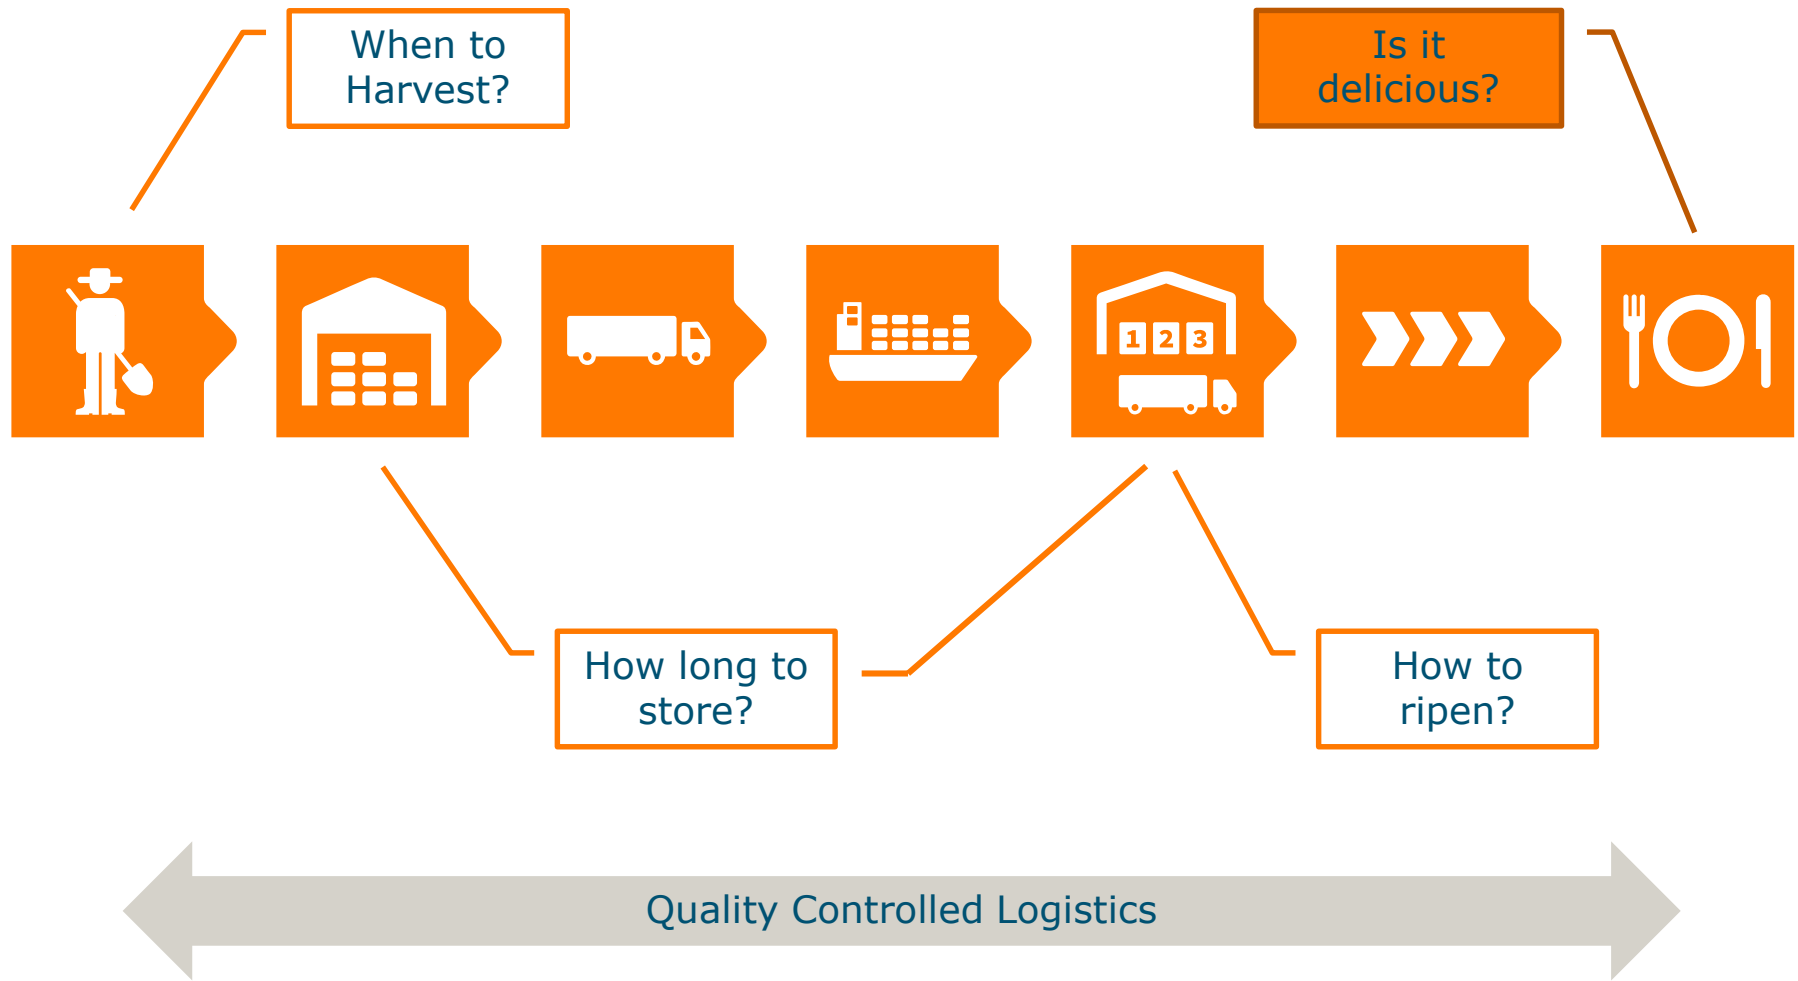 When to
Harvest?
Is it
delicious?
1 2 3
How long to
store?
How to
ripen?
Quality Controlled Logistics